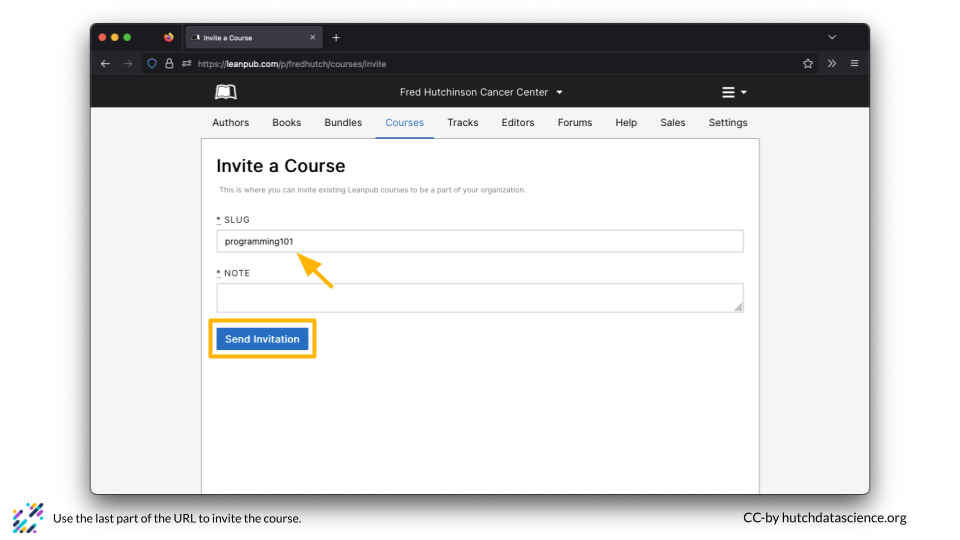 Invite a Course
https://leanpub.com/p/fredhutch/courses/invite
Fred Hutchinson Cancer Center
Authors Books Bundles Courses Tracks Editors Forums Help Sales Settings
Invite a Course
This is where you can invite existing Leanpub courses to be a part of your organization.
* SLUG
programming101
* NOTE
Send Invitation
Use the last part of the URL to invite the course.
CC-by hutchdatascience.org